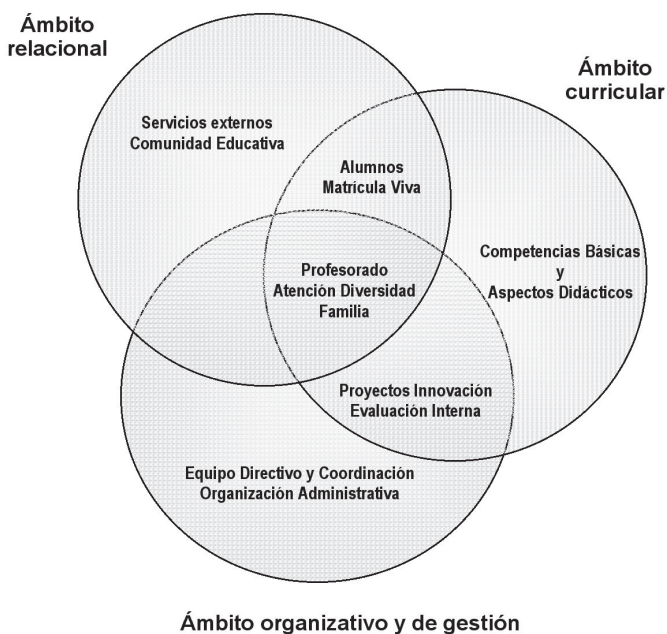 Ámbito
relacional
Ámbito
curricular
Servicios externos
Comunidad Educativa
Alumnos
Matrícula Viva
Competencias Básicas
y
Aspectos Didácticos
Profesorado
Atención Diversidad
Familia
Proyectos Innovación
Evaluación Interna
Equipo Directivo y Coordinación
Organización Administrativa
Ámbito organizativo y de gestión